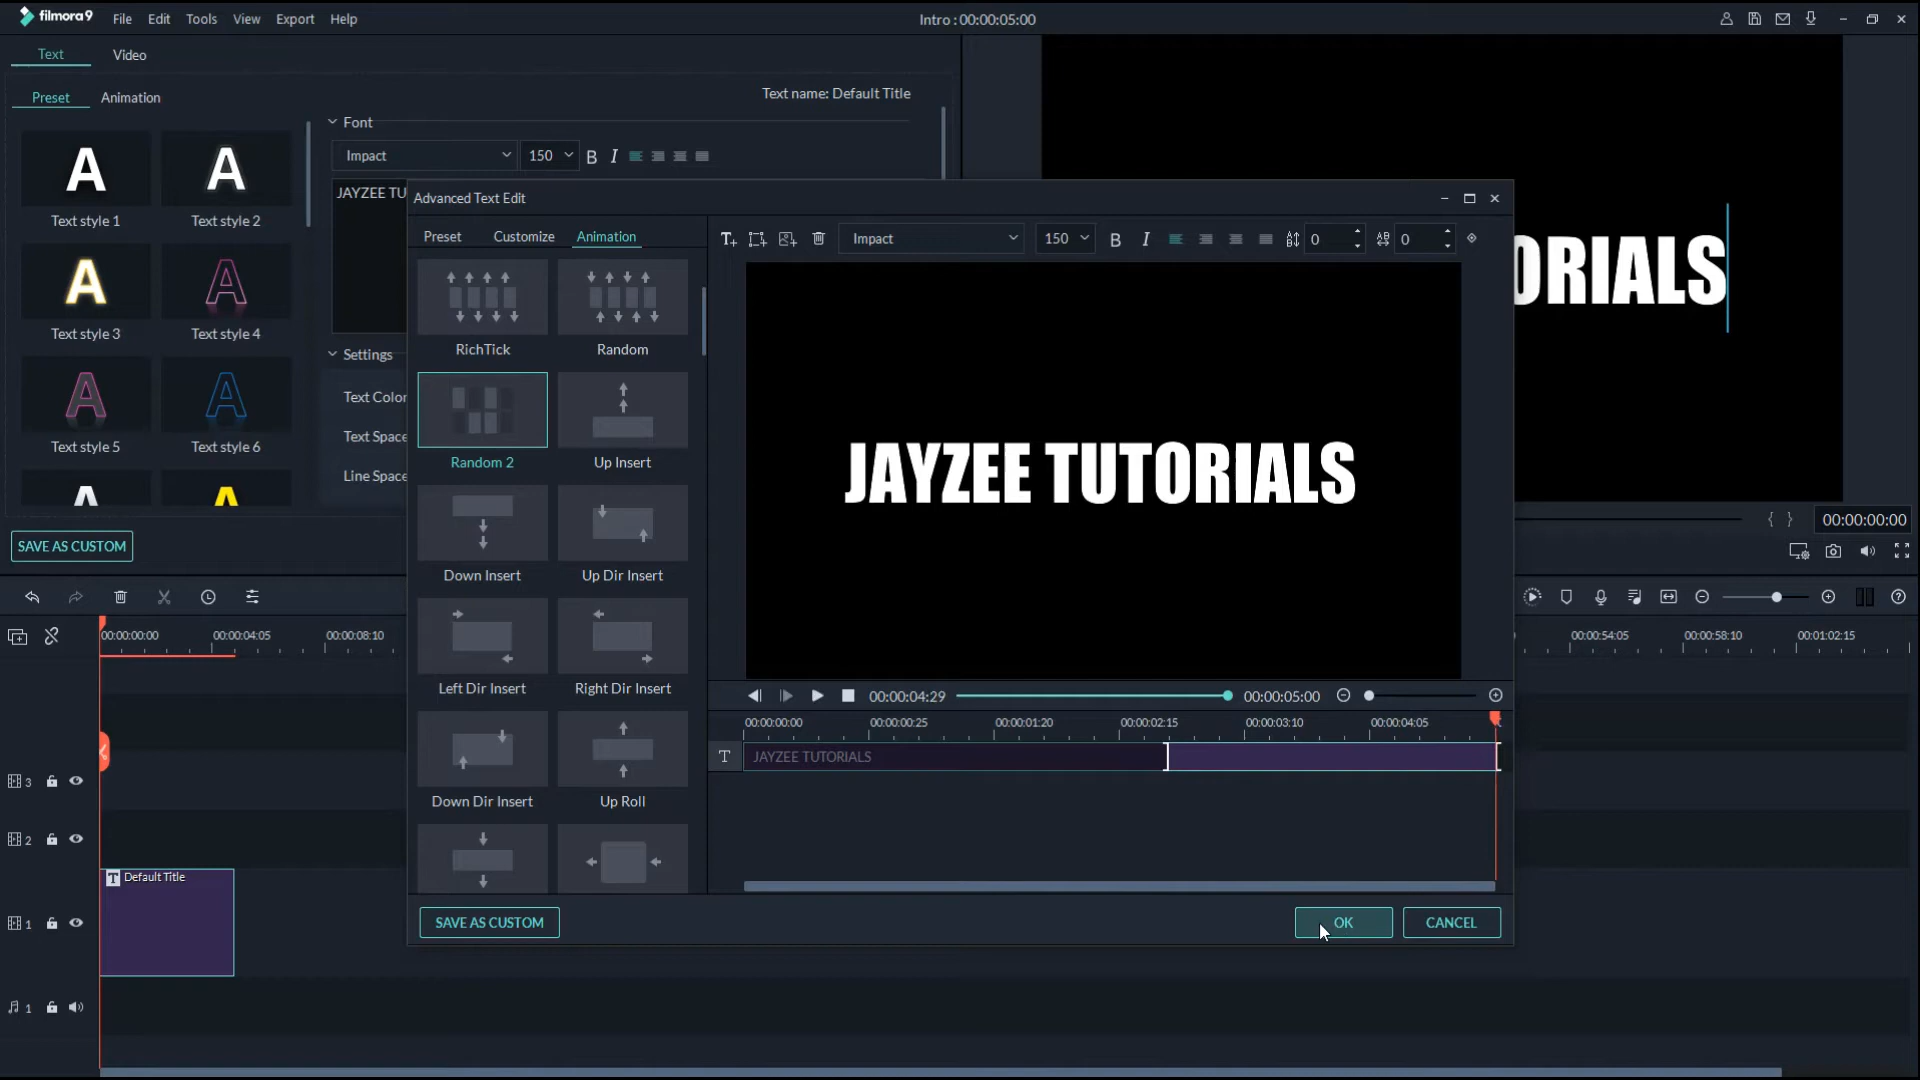 filmora9 File Edit Tools View Export Help
Intro : 00:00:05:00
Text Video
Preset Animation
Text name: Default Title
Font
Impact 150 B I
JAYZEE TU
A A
Text style 1 Text style 2
A A
Text style 3 Text style 4
A A
Text style 5 Text style 6
A A
Settings
Text Color
Text Space
Line Space
SAVE AS CUSTOM
ORIALS
00:00:00:00
Advanced Text Edit
Preset Customize Animation
Impact 150 B I 0 0
RichTick Random
Random 2 Up Insert
Down Insert Up Dir Insert
Left Dir Insert Right Dir Insert
Down Dir Insert Up Roll
JAYZEE TUTORIALS
00:00:04:29 00:00:05:00
00:00:00:00 00:00:00:25 00:00:01:20 00:00:02:15 00:00:03:10 00:00:04:05
T JAYZEE TUTORIALS
SAVE AS CUSTOM OK CANCEL
00:00:00:00 00:00:04:05 00:00:08:10 00:00:54:05 00:00:58:10 00:01:02:15
3
2
T Default Title
1
1